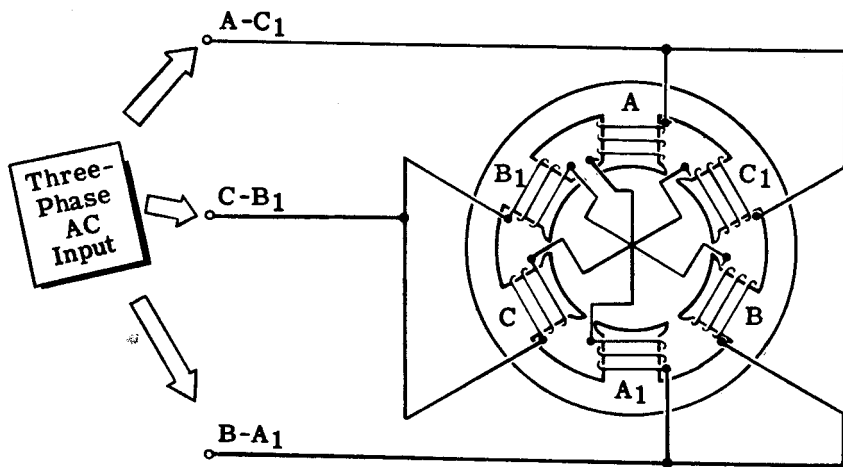 A-C1
A
Three-
Phase
AC
Input
B1
C1
C-B1
C
B
A1
B-A1